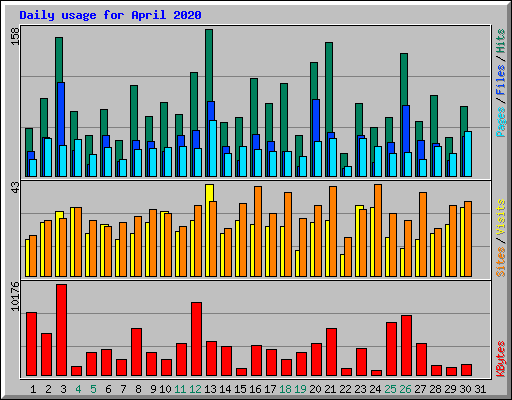 Daily usage for April 2020
158
Pages / Files / Hits
43
Sites / Visits
10176
KBytes
1 2 3 4 5 6 7 8 9 10 11 12 13 14 15 16 17 18 19 20 21 22 23 24 25 26 27 28 29 30 31